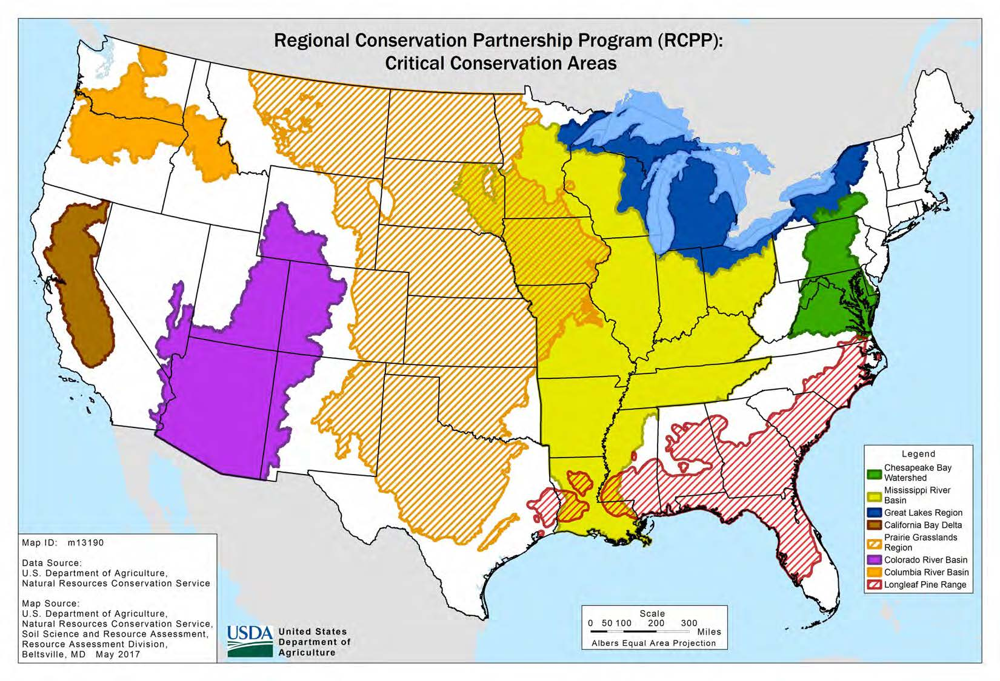 Regional Conservation Partnership Program (RCPP):
Critical Conservation Areas
Legend
Chesapeake Bay
Watershed
Mississippi River
Basin
Great Lakes Region
California Bay Delta
Prairie Grasslands
Region
Colorado River Basin
Columbia River Basin
Longleaf Pine Range
Map ID: m13190
Data Source:
U.S. Department of Agriculture,
Natural Resources Conservation Service
Map Source:
U.S. Department of Agriculture,
Natural Resources Conservation Service,
Soil Science and Resource Assessment,
Resource Assessment Division,
Beltsville, MD May 2017
USDA
United States
Department of
Agriculture
Scale
0 50 100 200 300
Miles
Albers Equal Area Projection